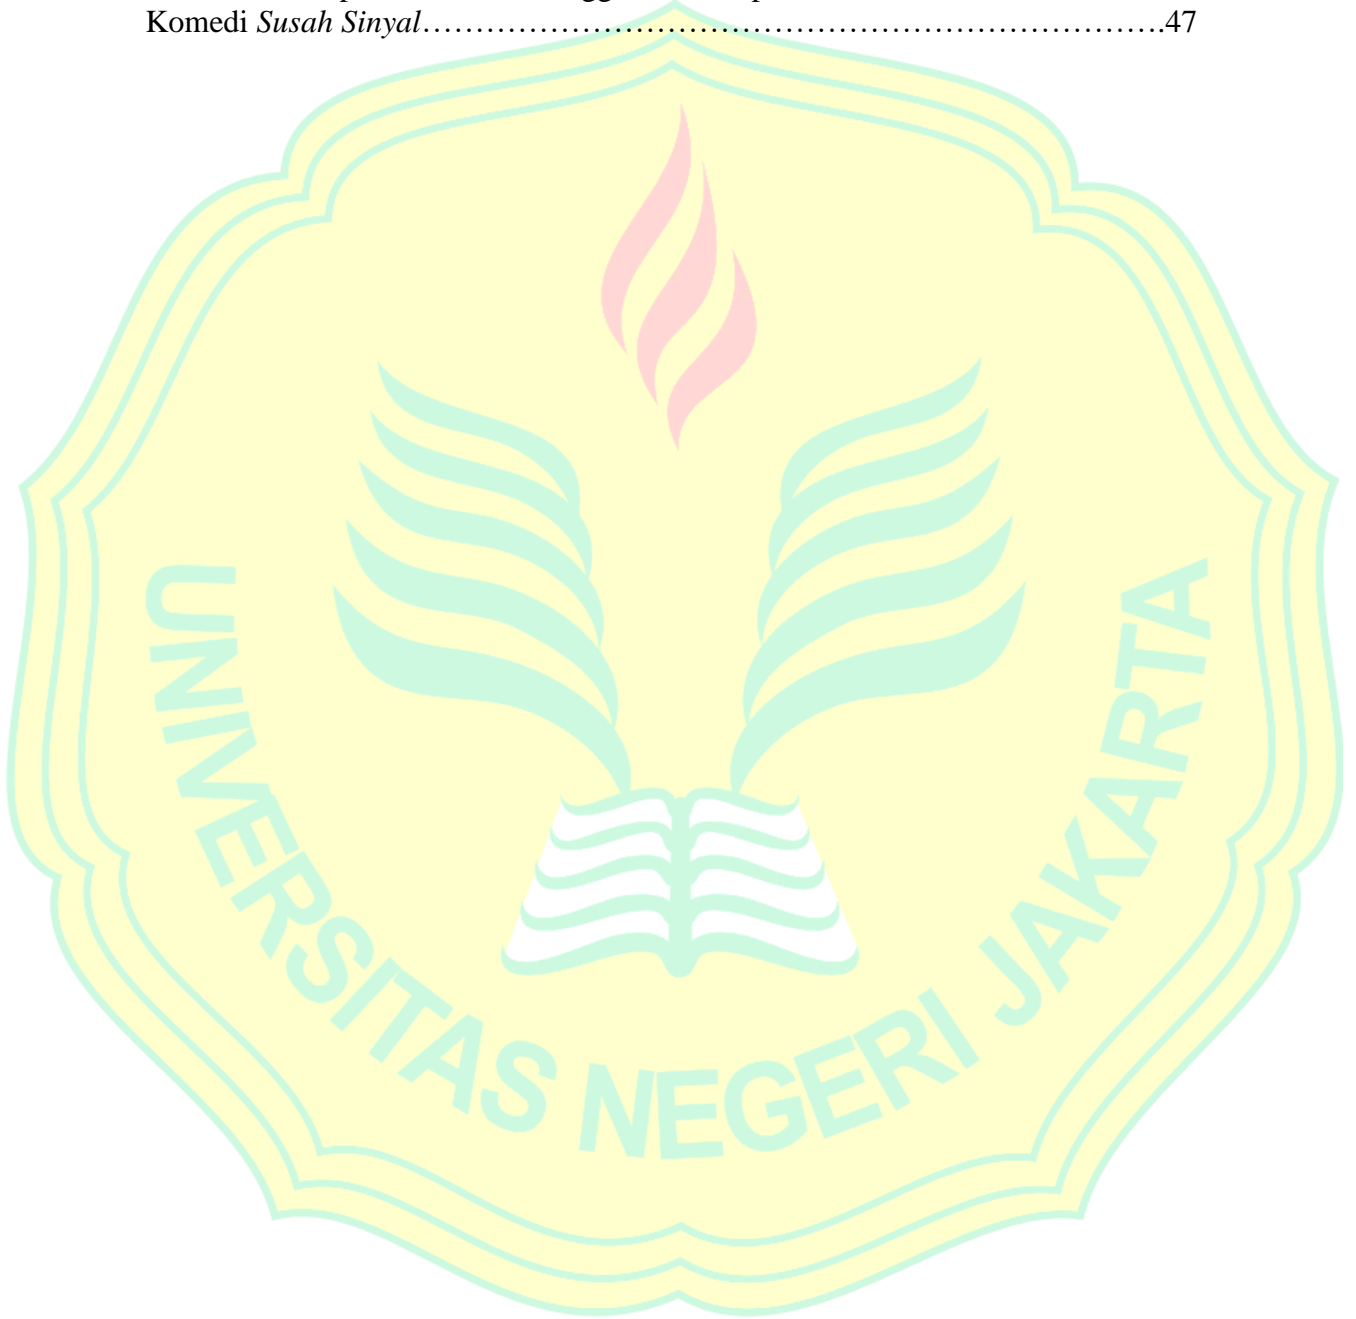 Komedi Susah Sinyal…………………………………………………………….47
UNIVERSITAS NEGERI JAKARTA